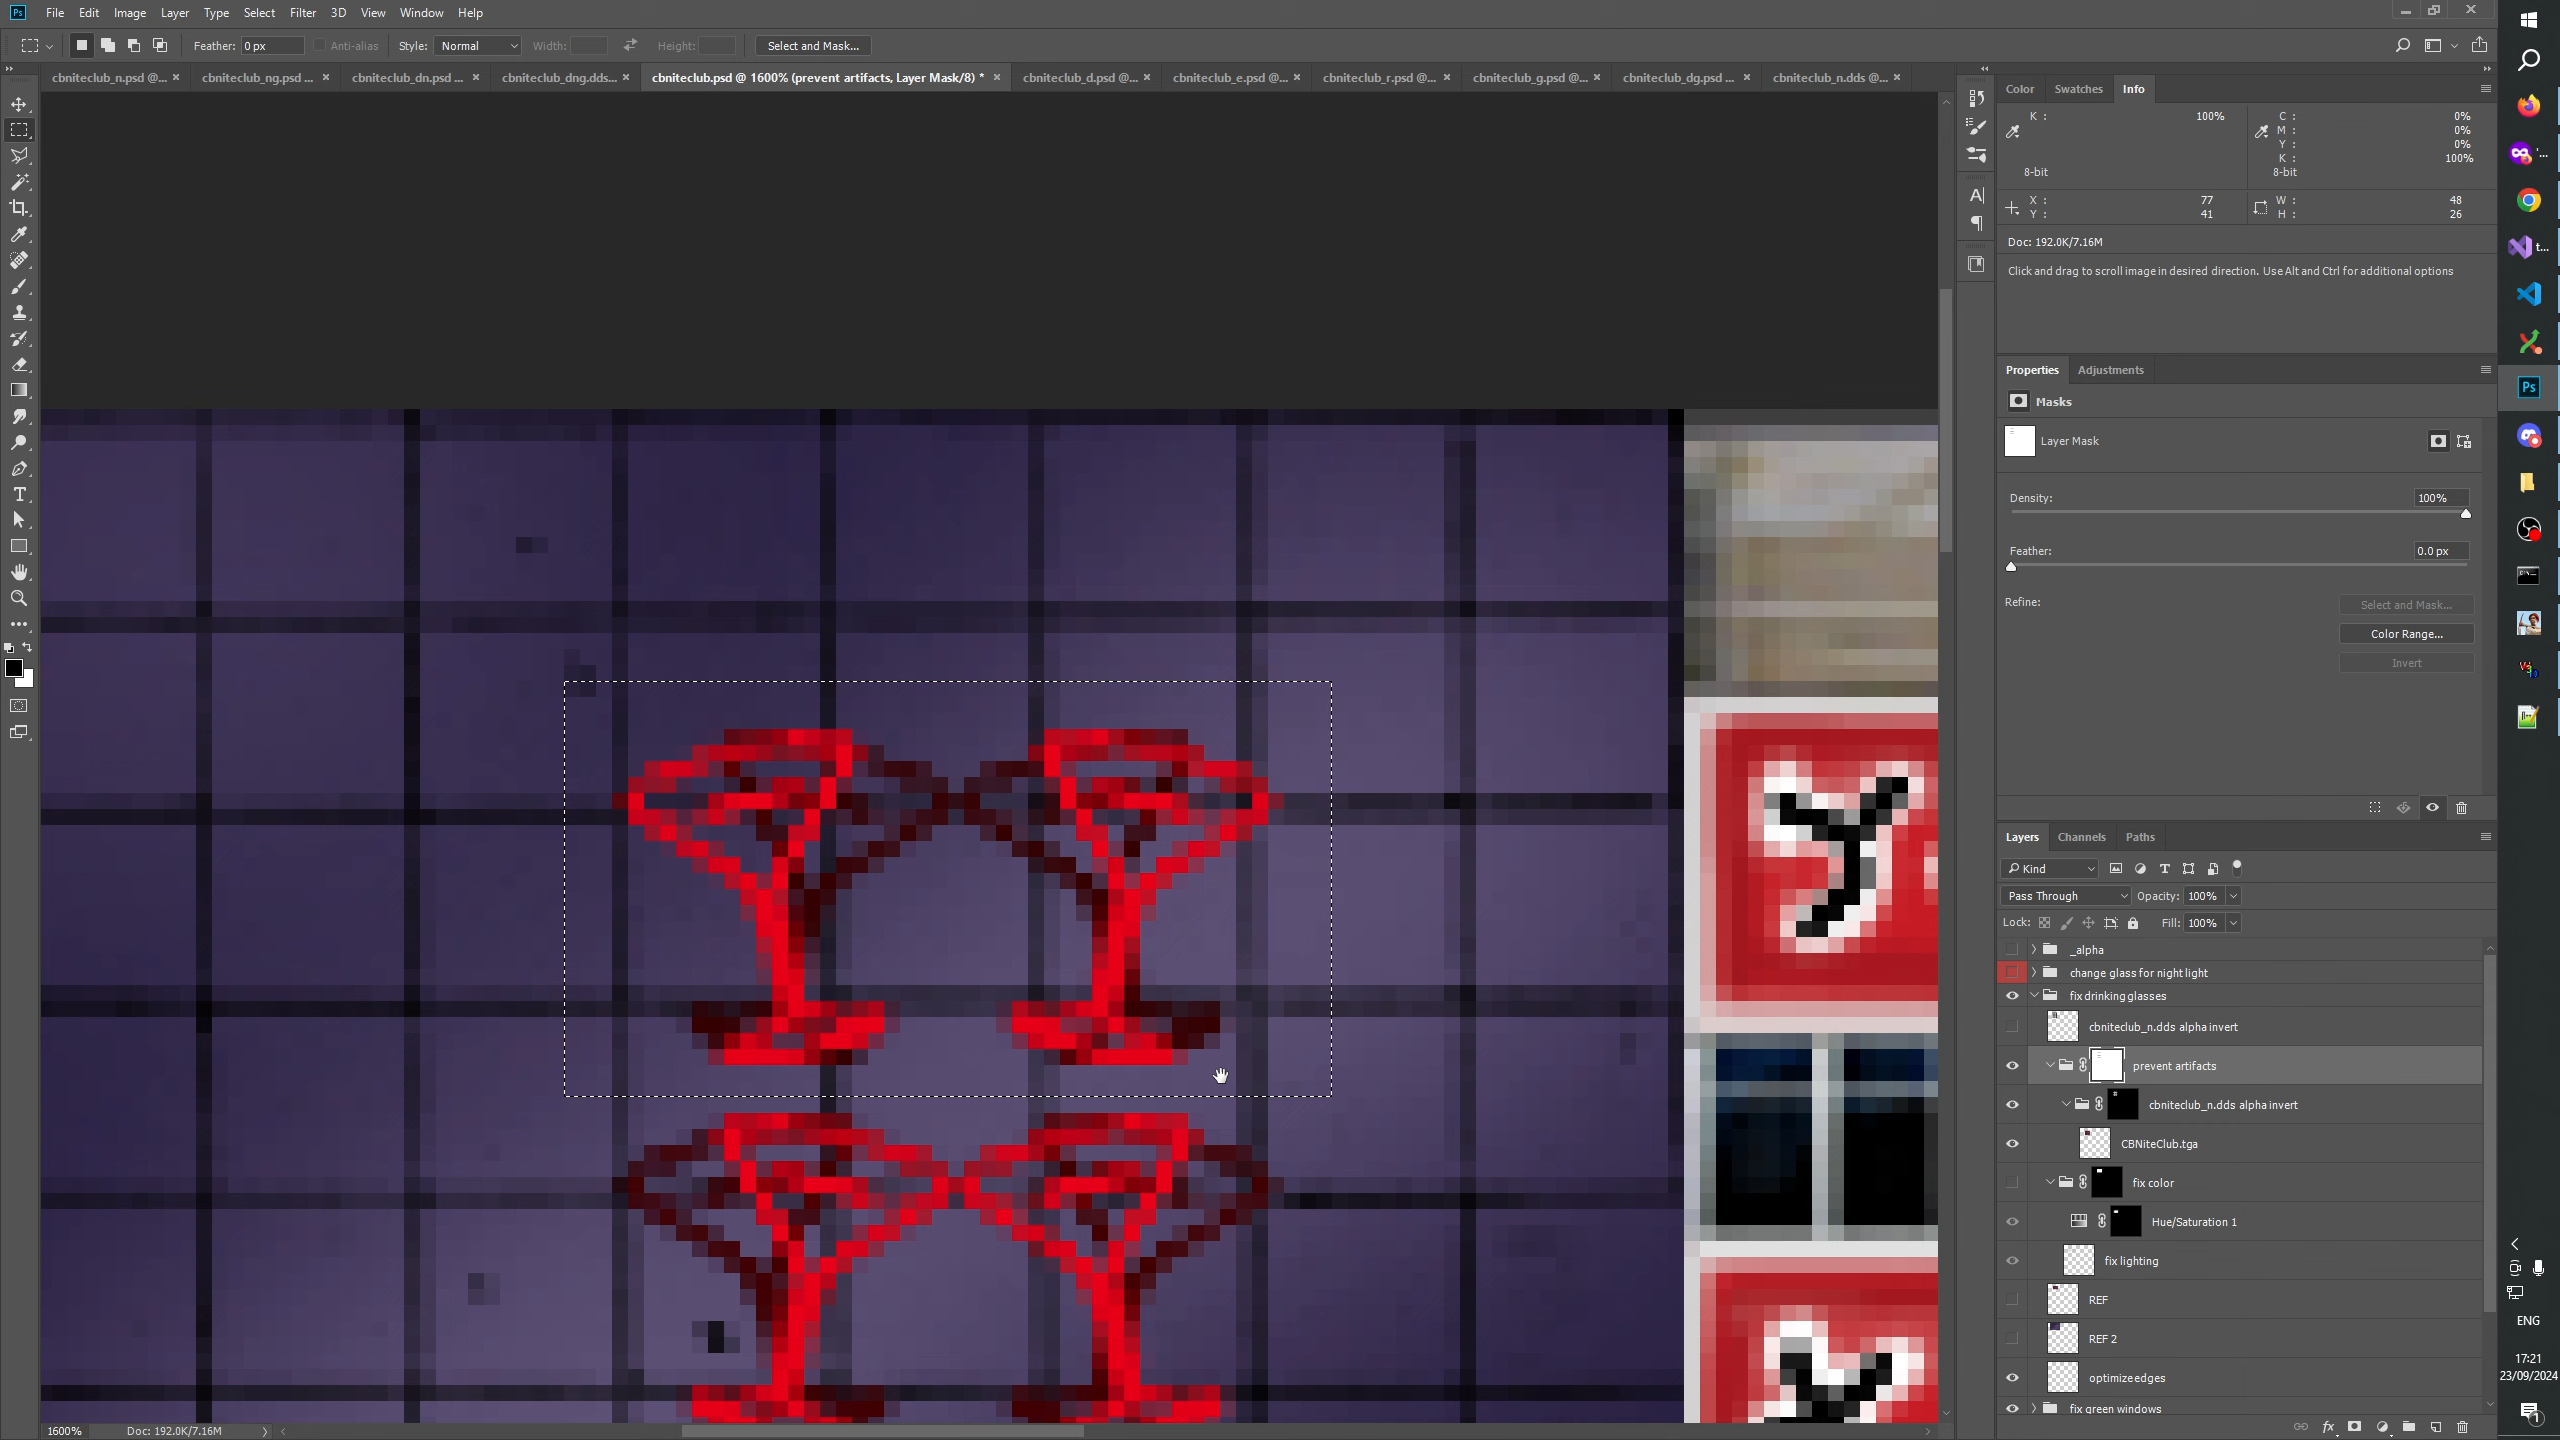 Ps File Edit Image Layer Type Select Filter 3D View Window Help
Feather: 0 px Anti-alias Style: Normal Width: Height: Select and Mask...
cbniteclub_n.psd @... × cbniteclub_ng.psd ... × cbniteclub_dn.psd ... × cbniteclub_dng.dds... × cbniteclub.psd @ 1600% (prevent artifacts, Layer Mask/8) * × cbniteclub_d.psd @... × cbniteclub_e.psd @... × cbniteclub_r.psd @... × cbniteclub_g.psd @... × cbniteclub_dg.psd ... × cbniteclub_n.dds @... ×
Color Swatches Info
K : 100% C : 0%
M : 0%
Y : 0%
K : 100%
8-bit 8-bit
X : 77 W : 48
Y : 41 H : 26
Doc: 192.0K/7.16M
Click and drag to scroll image in desired direction. Use Alt and Ctrl for additional options
Properties Adjustments
Masks
Layer Mask
Density: 100%
Feather: 0.0 px
Refine: Select and Mask...
Color Range...
Invert
Layers Channels Paths
Kind
Pass Through Opacity: 100%
Lock: Fill: 100%
_alpha
change glass for night light
fix drinking glasses
cbniteclub_n.dds alpha invert
prevent artifacts
cbniteclub_n.dds alpha invert
CBNiteClub.tga
fix color
Hue/Saturation 1
fix lighting
REF
REF 2
optimize edges
fix green windows
1600% Doc: 192.0K/7.16M
t...
Ps
ENG
17:21
23/09/2024
1